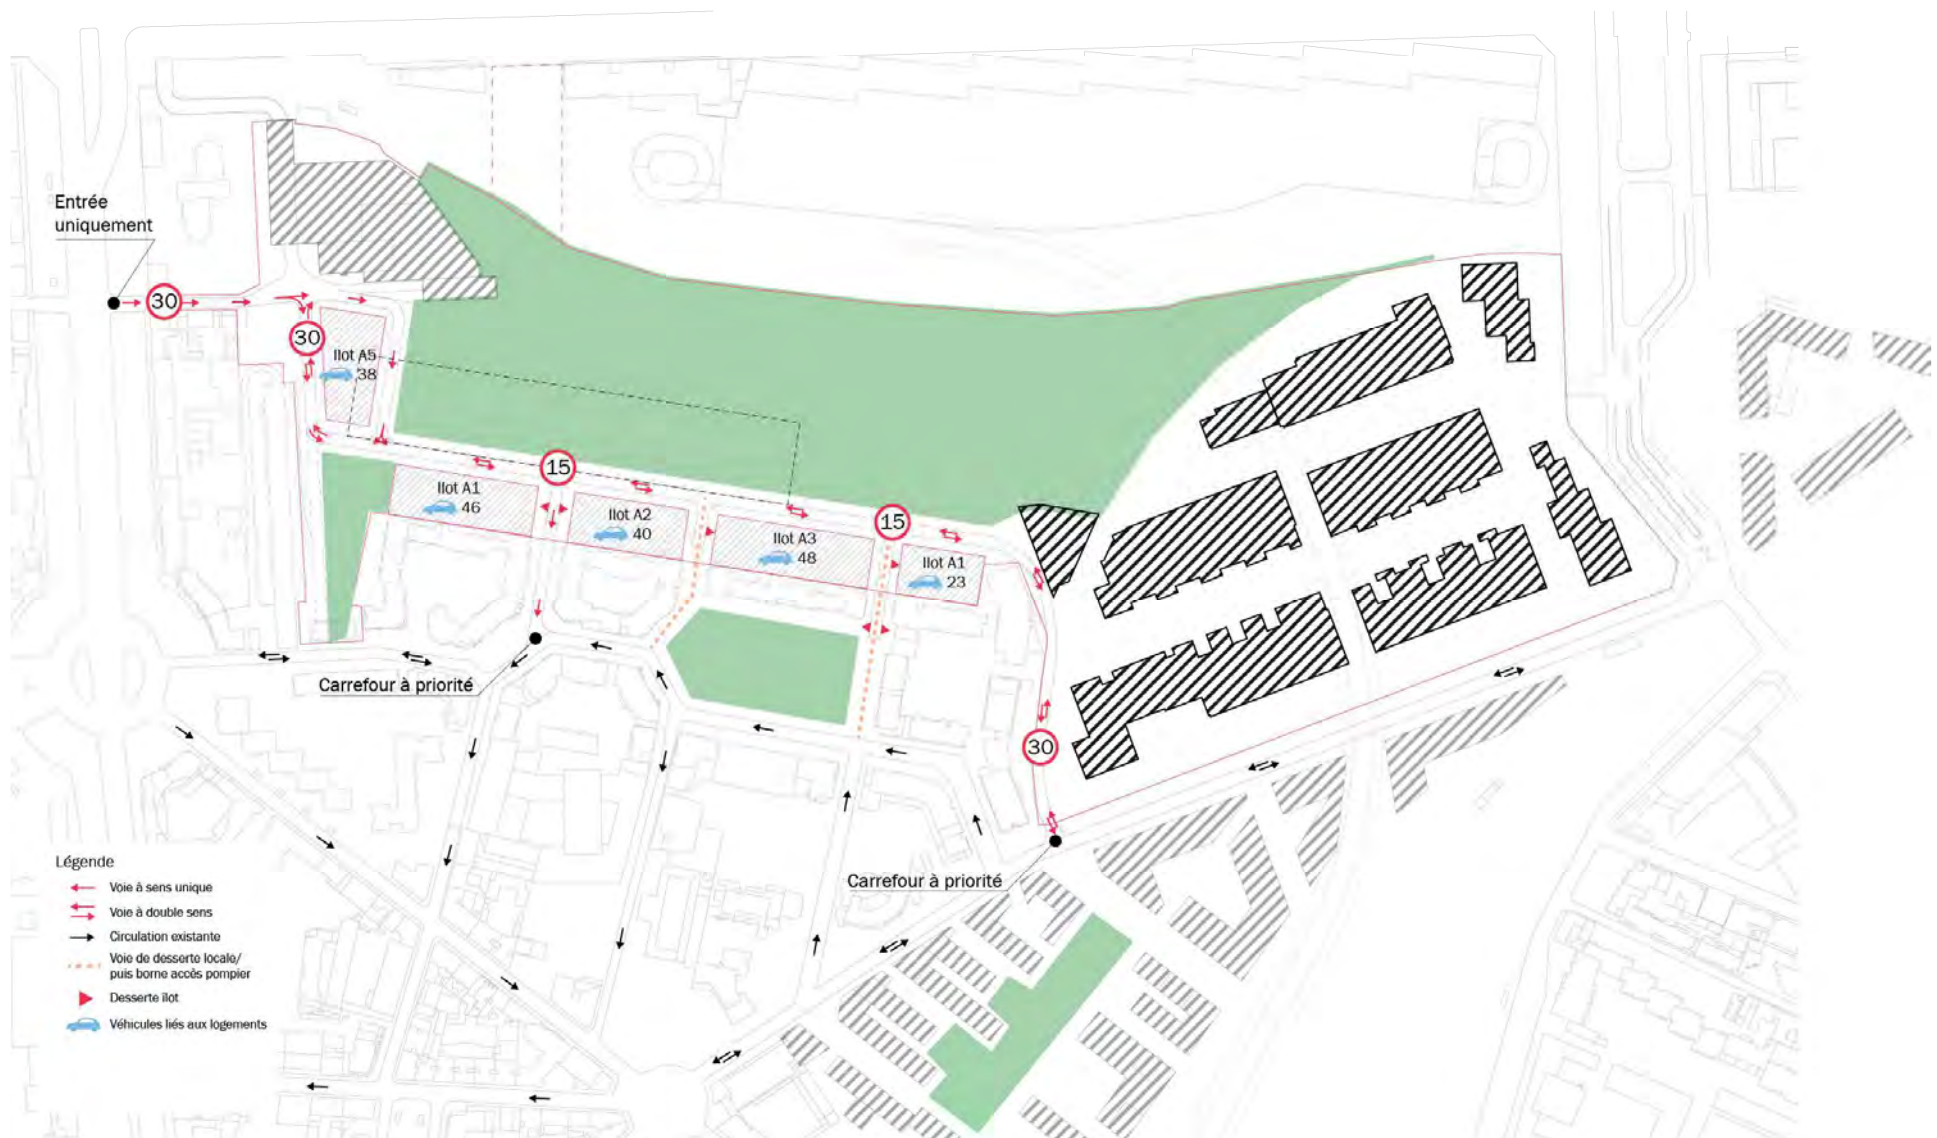 Entrée
uniquement
30
30
Ilot A5
38
15
Ilot A1
46
Ilot A2
40
Ilot A3
48
15
Ilot A1
23
Carrefour à priorité
30
Carrefour à priorité
Légende
Voie à sens unique
Voie à double sens
Circulation existante
Voie de desserte locale/
puis borne accès pompier
Desserte îlot
Véhicules liés aux logements